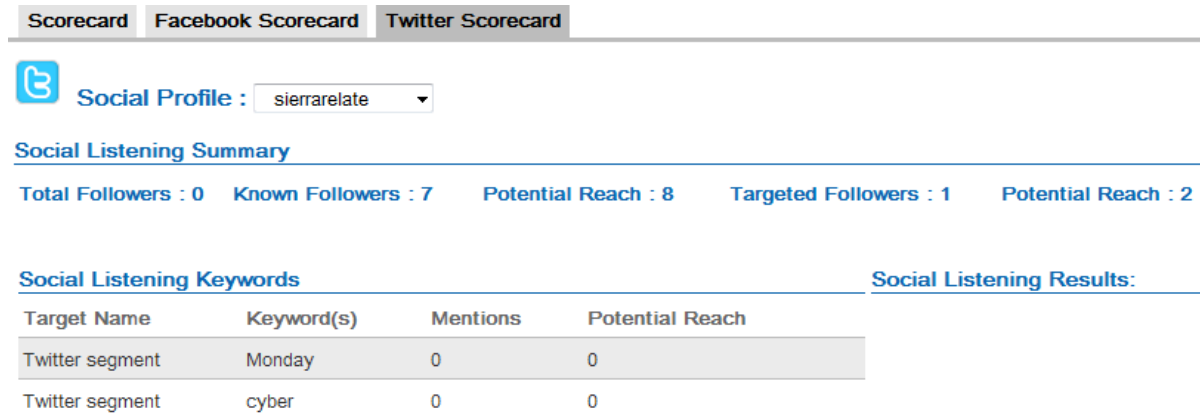 Scorecard Facebook Scorecard Twitter Scorecard
Social Profile : sierrarelate
Social Listening Summary
Total Followers : 0 Known Followers : 7 Potential Reach : 8 Targeted Followers : 1 Potential Reach : 2
Social Listening Keywords Social Listening Results:
Target Name Keyword(s) Mentions Potential Reach
Twitter segment Monday 0 0
Twitter segment cyber 0 0